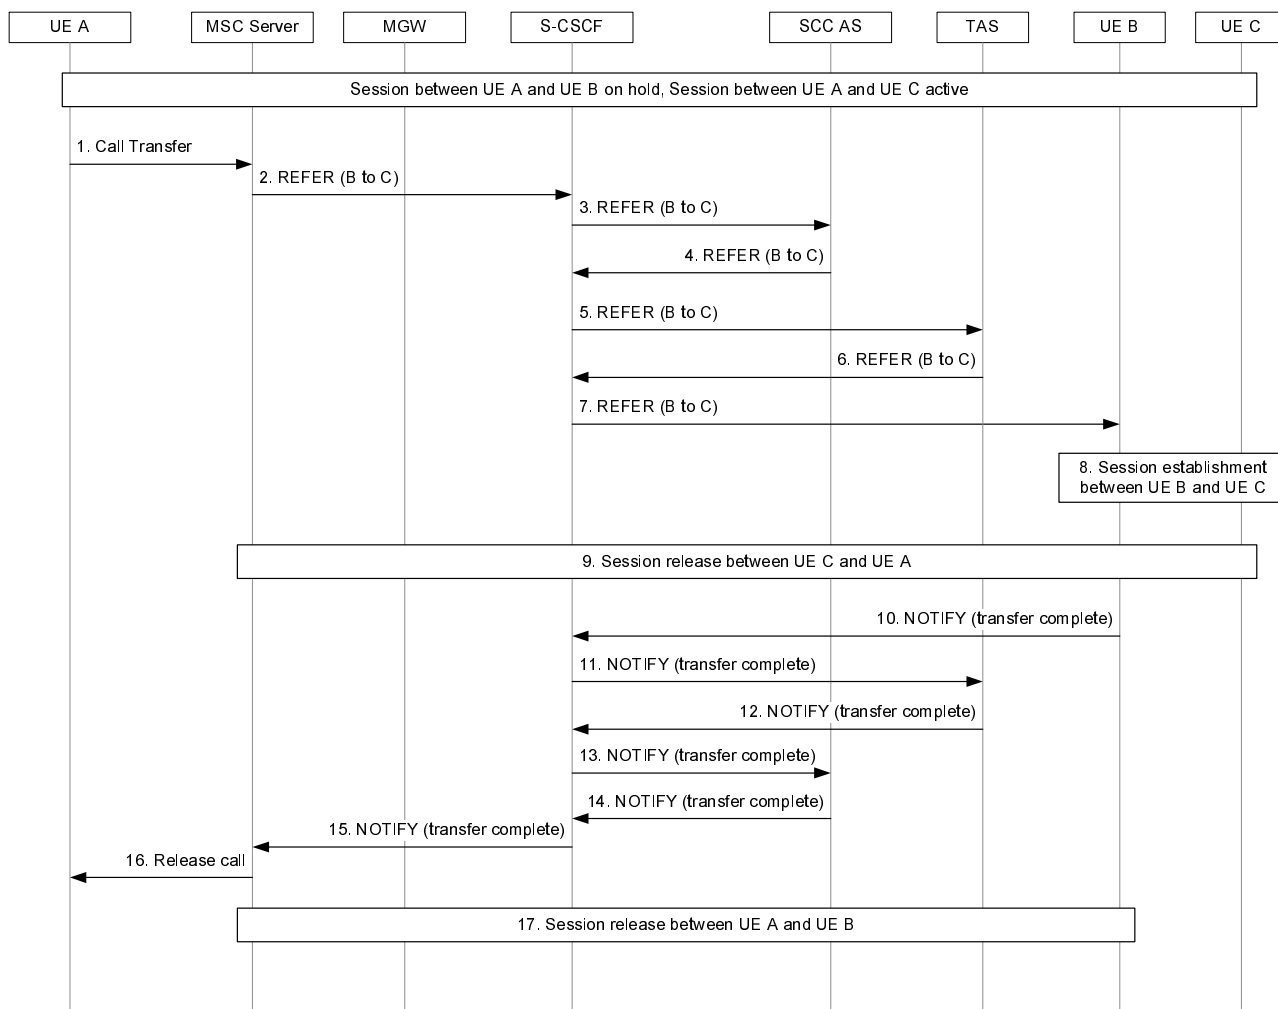 UE A
MSC Server
MGW
S-CSCF
SCC AS
TAS
UE B
UE C
Session between UE A and UE B on hold, Session between UE A and UE C active
1. Call Transfer
2. REFER (B to C)
3. REFER (B to C)
4. REFER (B to C)
5. REFER (B to C)
6. REFER (B to C)
7. REFER (B to C)
8. Session establishment
between UE B and UE C
9. Session release between UE C and UE A
10. NOTIFY (transfer complete)
11. NOTIFY (transfer complete)
12. NOTIFY (transfer complete)
13. NOTIFY (transfer complete)
14. NOTIFY (transfer complete)
15. NOTIFY (transfer complete)
16. Release call
17. Session release between UE A and UE B